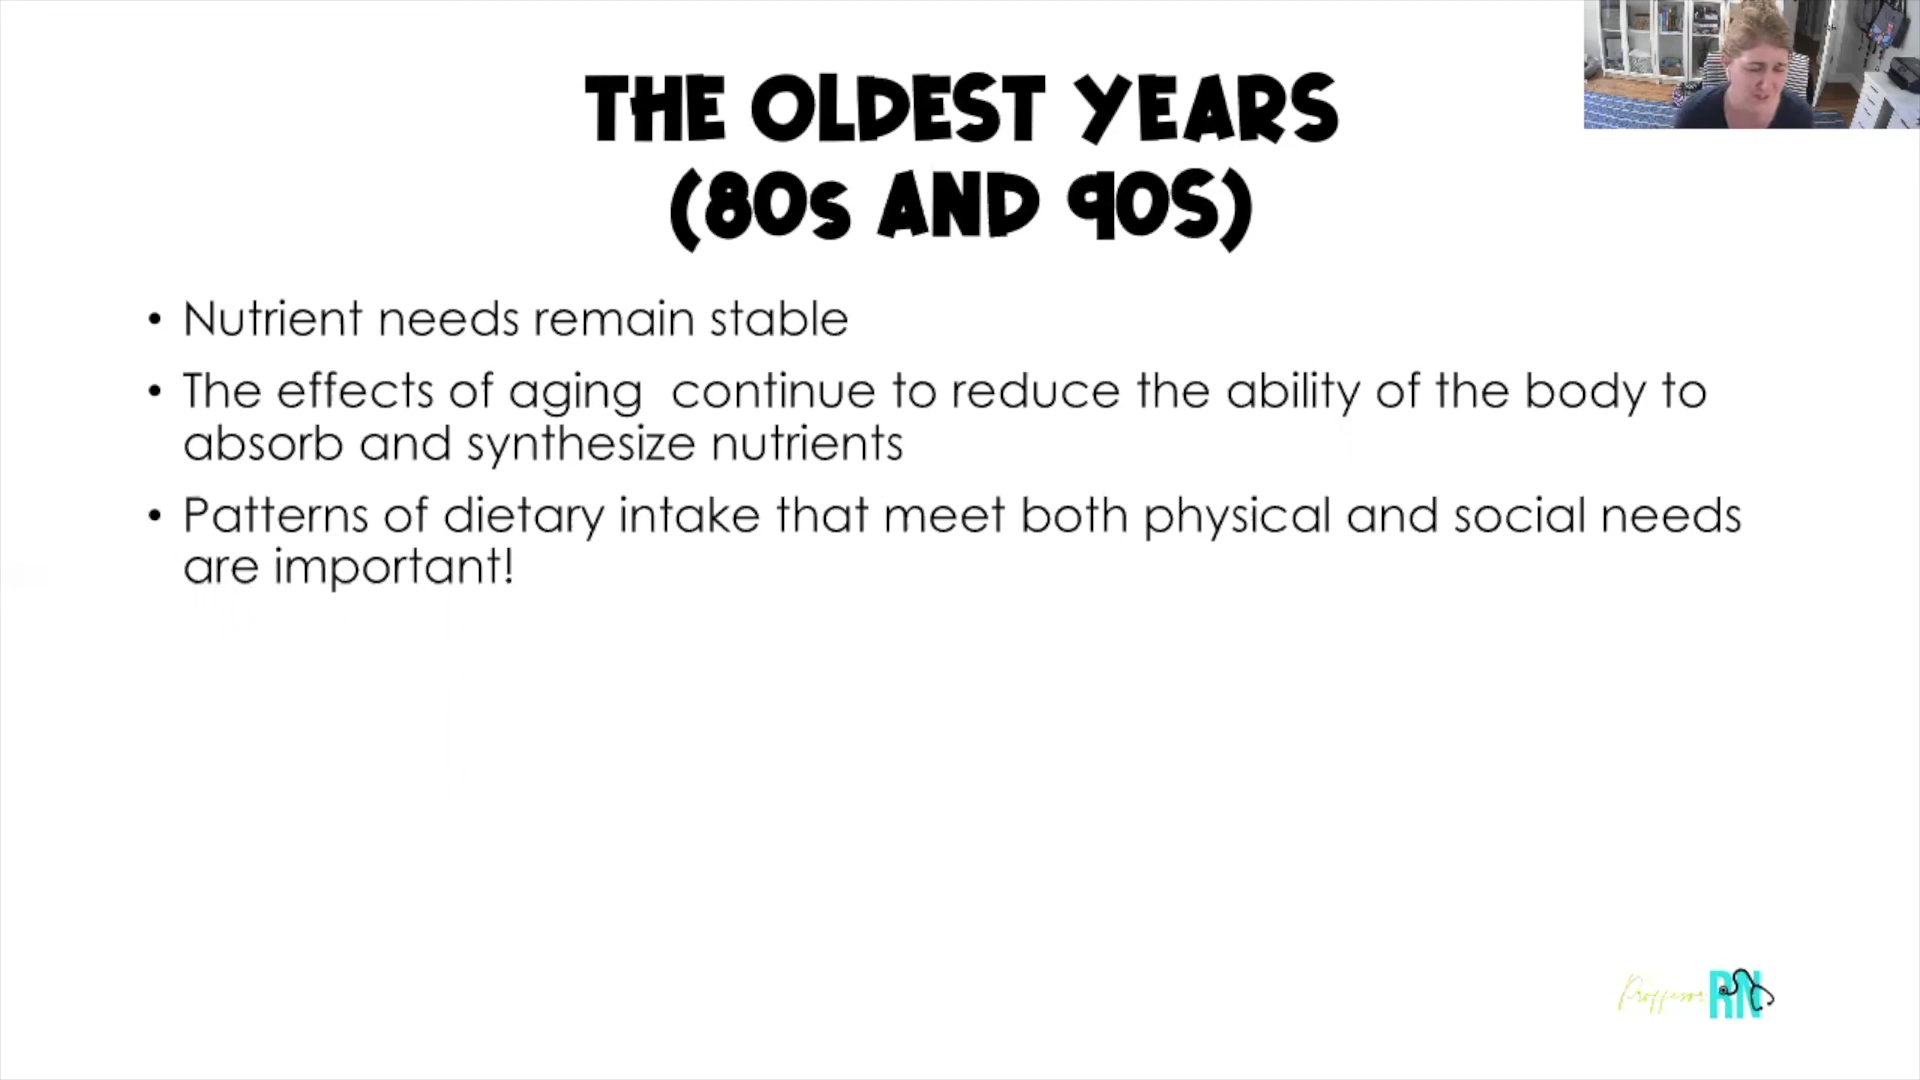 THE OLDEST YEARS
(80s AND 90S)
• Nutrient needs remain stable
• The effects of aging  continue to reduce the ability of the body to
absorb and synthesize nutrients
• Patterns of dietary intake that meet both physical and social needs
are important!
Professor RN